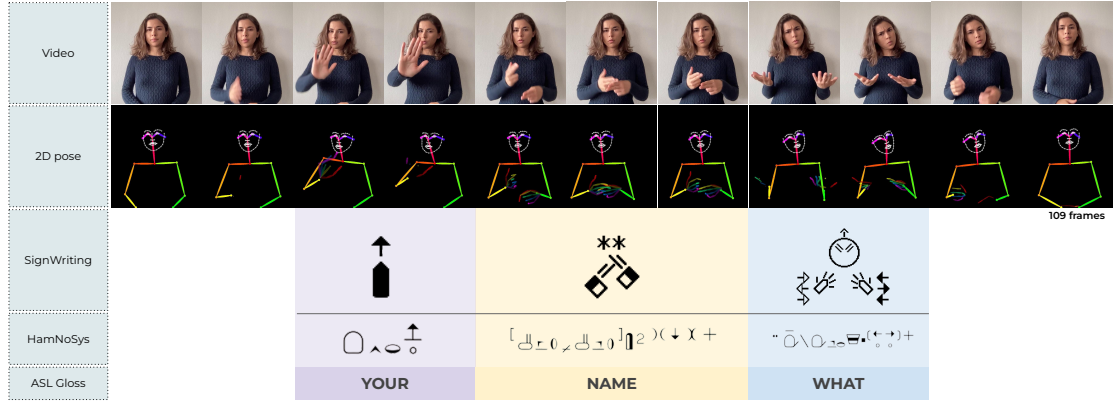 Video
2D pose
109 frames
SignWriting
HamNoSys
ASL Gloss
YOUR
NAME
WHAT